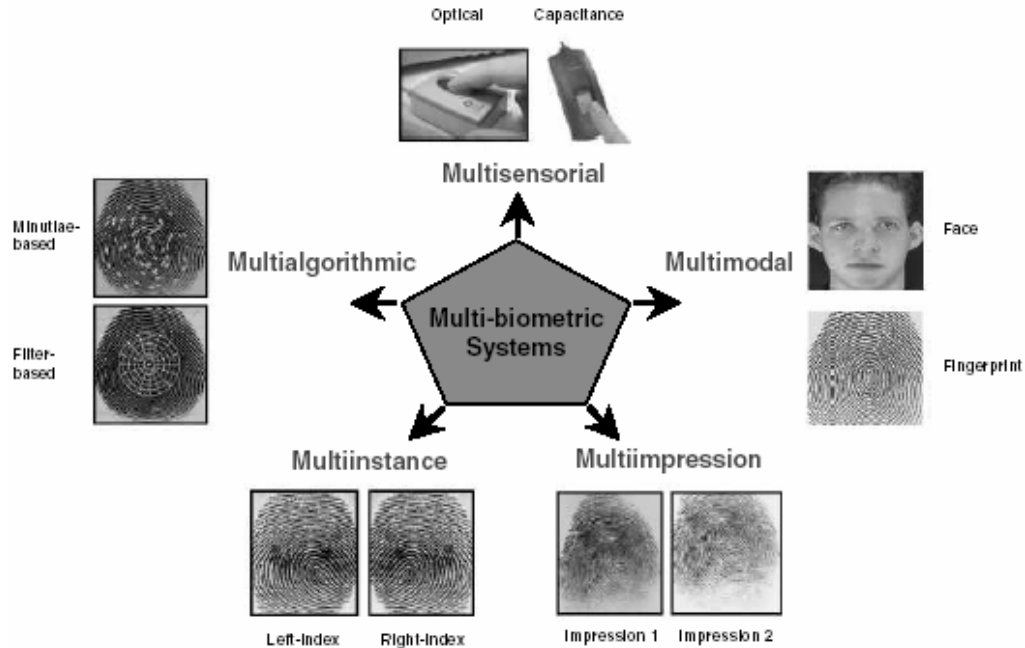 Optical
Capacitance
Multisensorial
Minutiae-
based
Multialgorithmic
Multimodal
Face
Multi-biometric
Systems
Filter-
based
Fingerprint
Multiinstance
Multiimpression
Left-Index
Right-Index
Impression 1
Impression 2